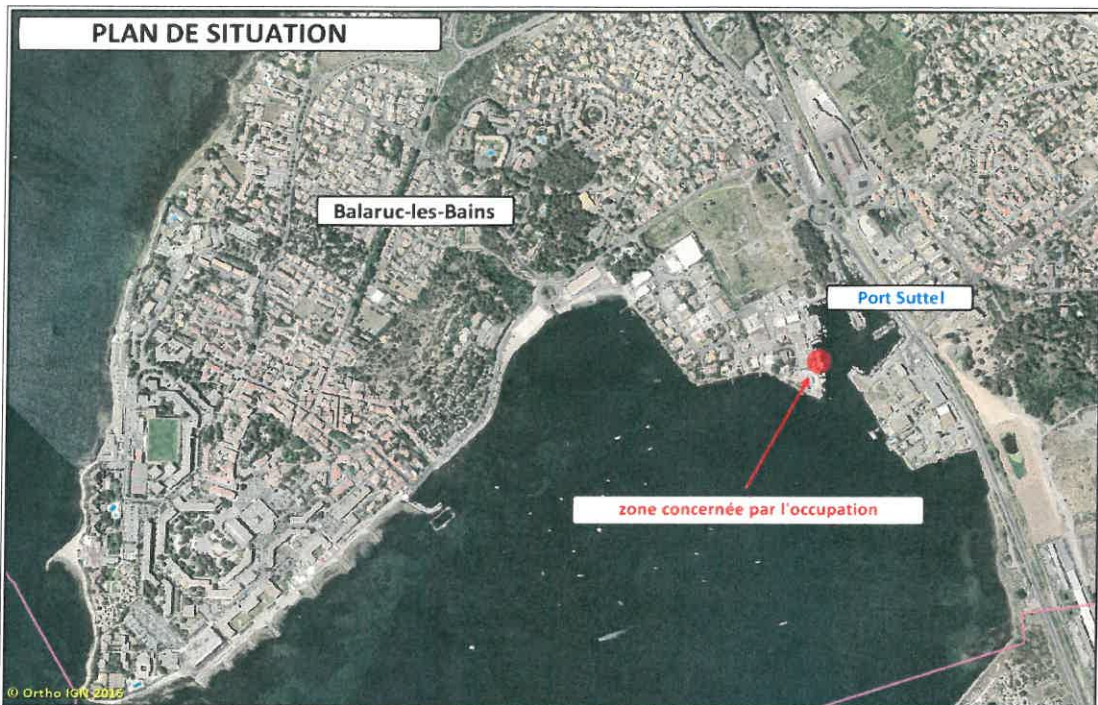 PLAN DE SITUATION
Balaruc-les-Bains
Port Suttel
zone concernée par l'occupation
© Ortho IGN 2016